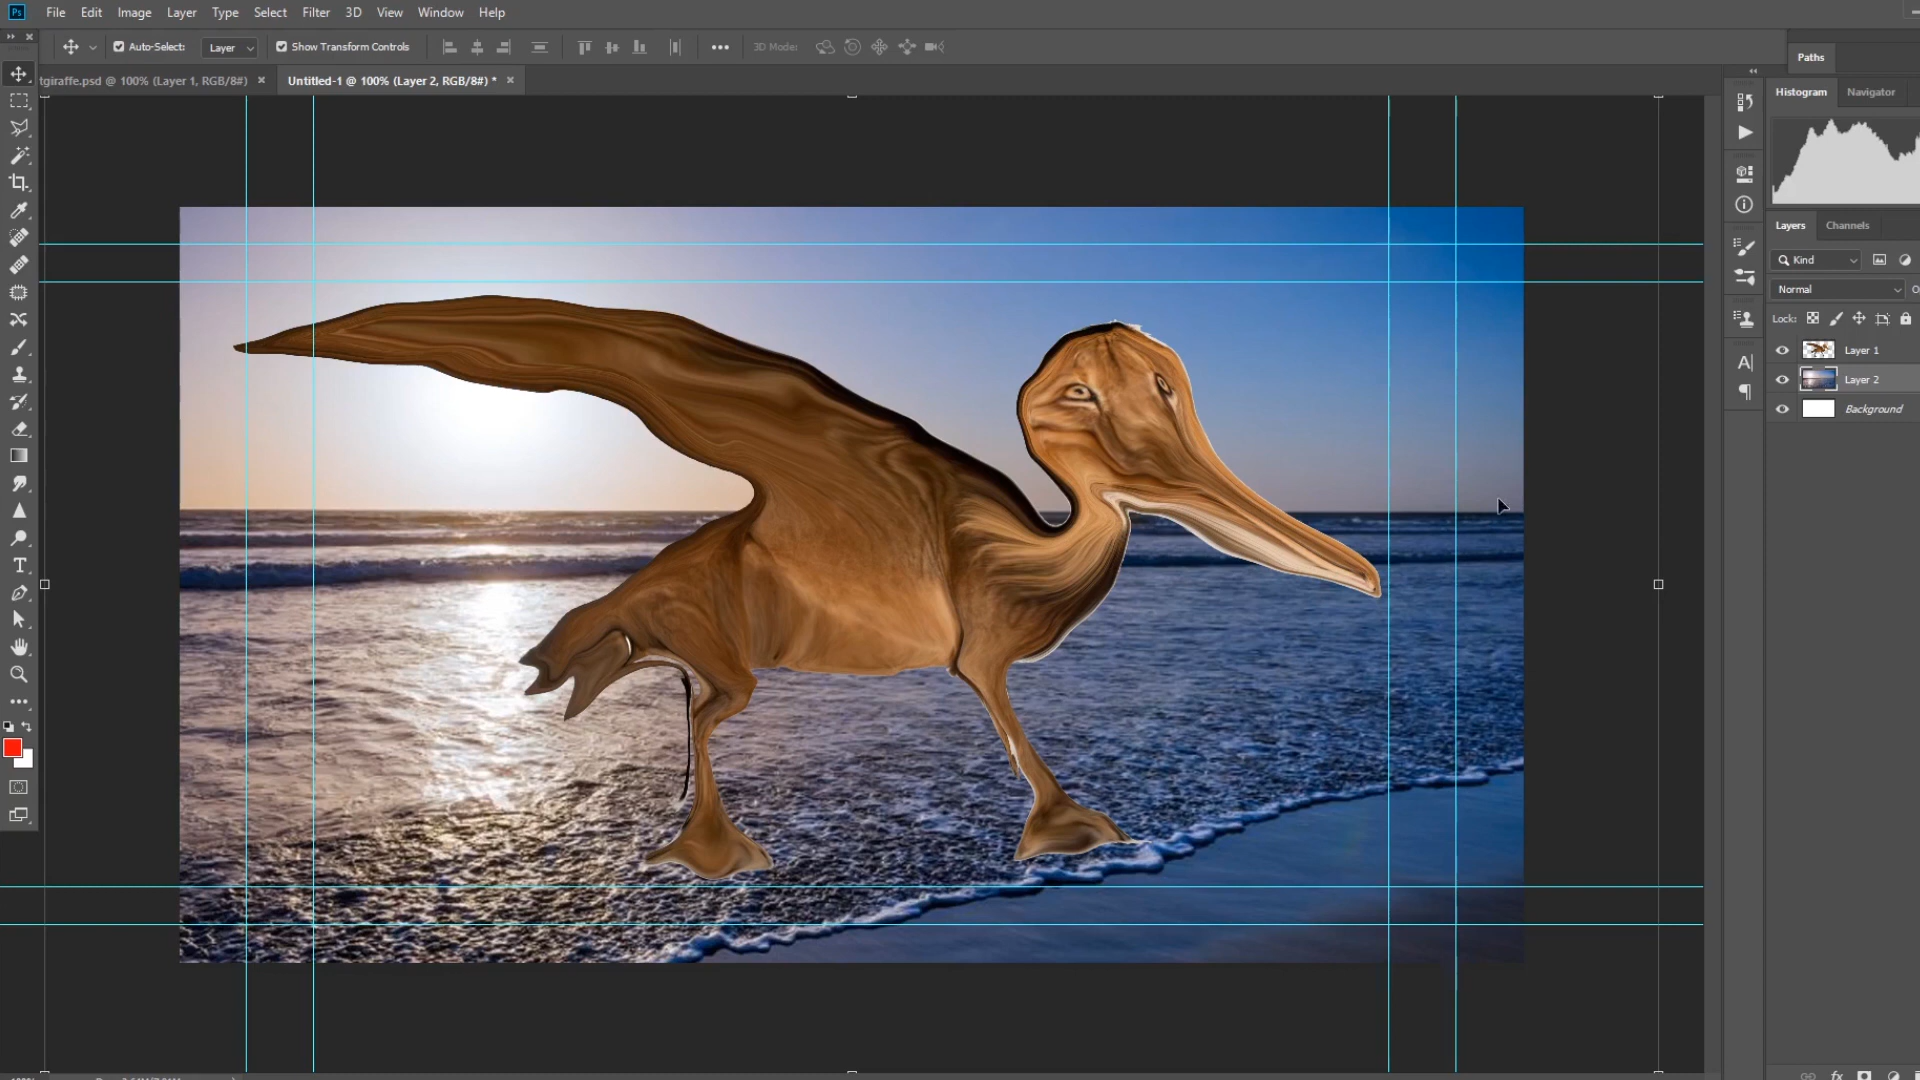 Ps File Edit Image Layer Type Select Filter 3D View Window Help
Auto-Select: Layer Show Transform Controls 3D Mode:
tgiraffe.psd @ 100% (Layer 1, RGB/8#) Untitled-1 @ 100% (Layer 2, RGB/8#) *
Paths
Histogram Navigator
Layers Channels
Kind
Normal
Lock:
Layer 1
Layer 2
Background